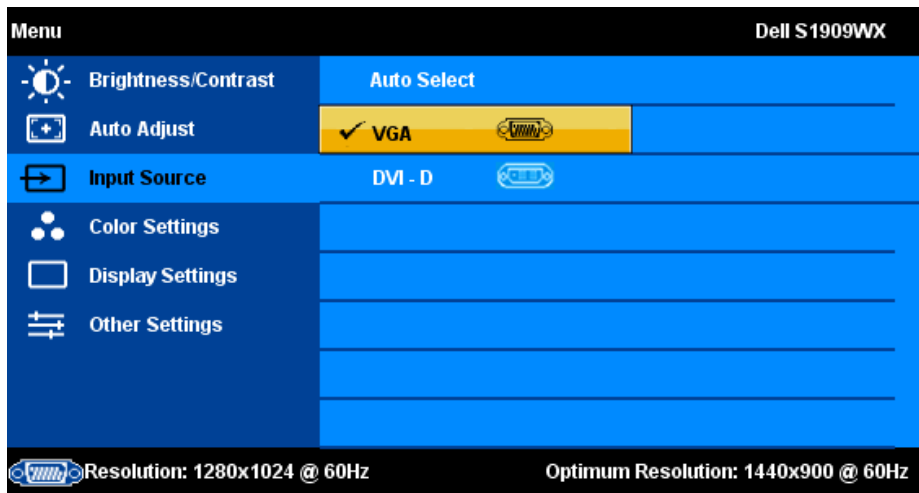 Menu Dell S1909WX
Brightness/Contrast Auto Select
Auto Adjust VGA
Input Source DVI - D
Color Settings
Display Settings
Other Settings
Resolution: 1280x1024 @ 60Hz Optimum Resolution: 1440x900 @ 60Hz